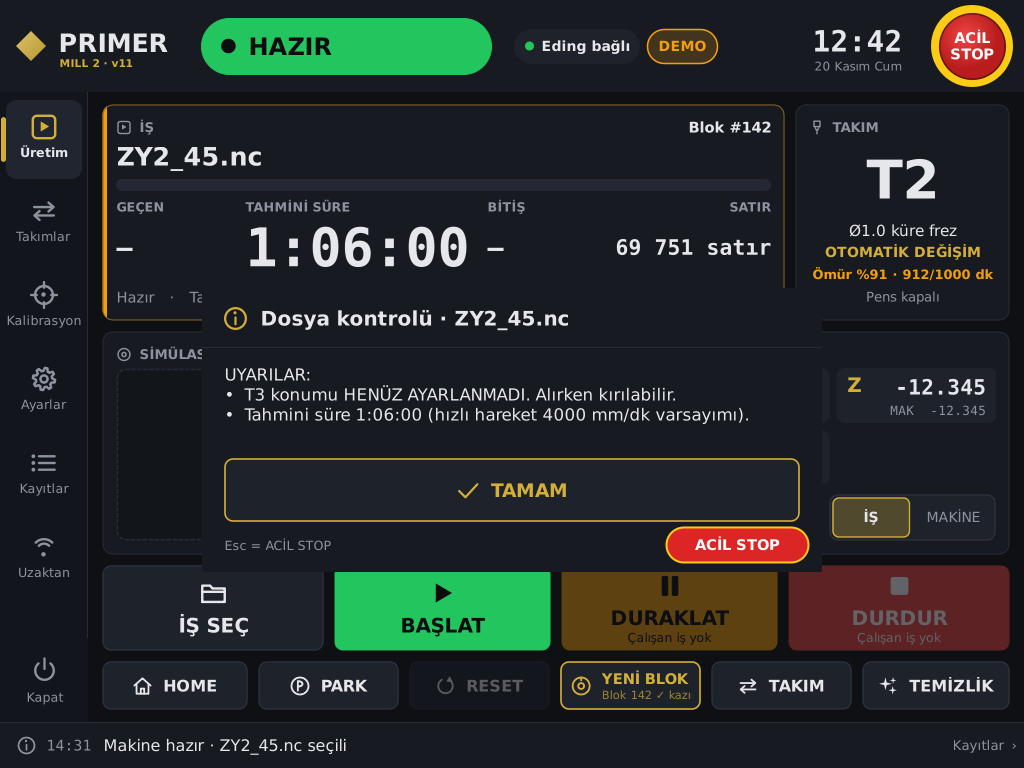 PRIMER
MILL 2 · v11
HAZIR
Eding bağlı
DEMO
12:42
20 Kasım Cum
ACİL
STOP
Üretim
Takımlar
Kalibrasyon
Ayarlar
Kayıtlar
Uzaktan
Kapat
İŞ
Blok #142
ZY2_45.nc
GEÇEN
TAHMİNİ SÜRE
BİTİŞ
SATIR
—
1:06:00
—
69 751 satır
Hazır ·
TAKIM
T2
Ø1.0 küre frez
OTOMATİK DEĞİŞİM
Ömür %91 · 912/1000 dk
Pens kapalı
Dosya kontrolü · ZY2_45.nc
UYARILAR:
• T3 konumu HENÜZ AYARLANMADI. Alırken kırılabilir.
• Tahmini süre 1:06:00 (hızlı hareket 4000 mm/dk varsayımı).
TAMAM
Esc = ACİL STOP
ACİL STOP
Z -12.345
MAK -12.345
İŞ
MAKİNE
İŞ SEÇ
BAŞLAT
DURAKLAT
Çalışan iş yok
DURDUR
Çalışan iş yok
HOME
PARK
RESET
YENİ BLOK
Blok 142 ✓ kazı
TAKIM
TEMİZLİK
14:31 Makine hazır · ZY2_45.nc seçili
Kayıtlar ›